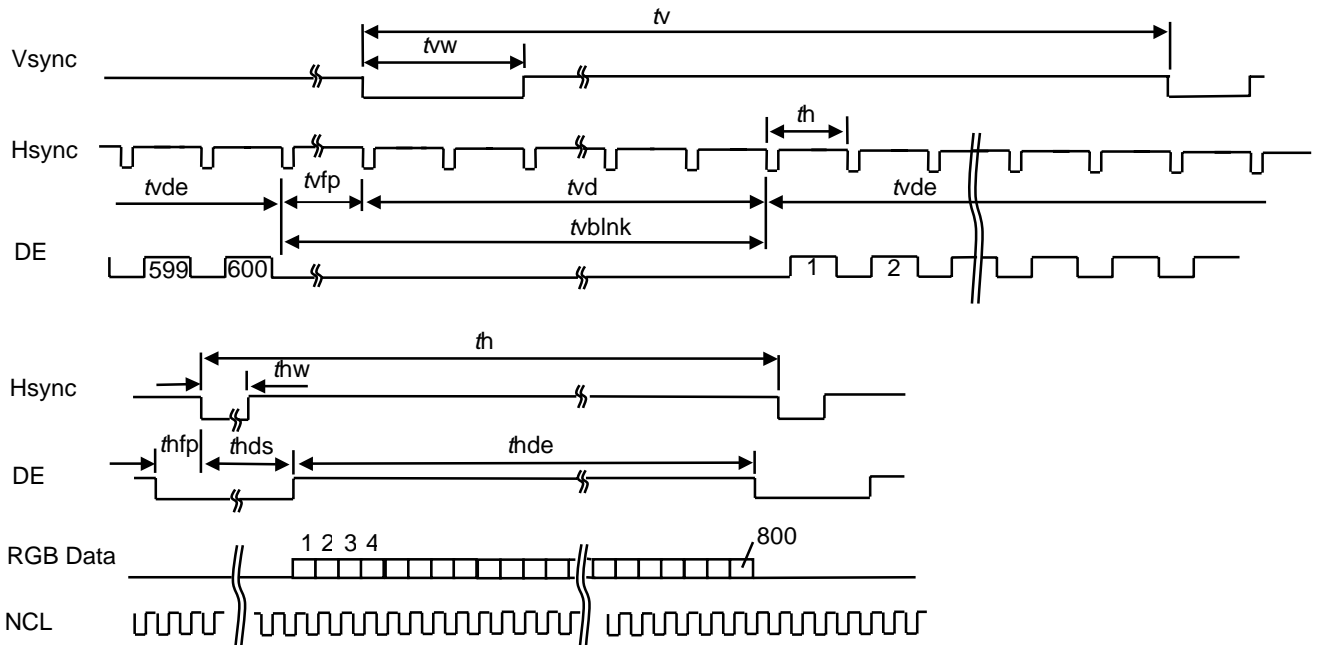 tv
tvw
Vsync
th
Hsync
tvde tvfp tvd tvde
tvblnk
DE
599 600 1 2
th
thw
Hsync
thfp thds thde
DE
1 2 3 4 800
RGB Data
NCL